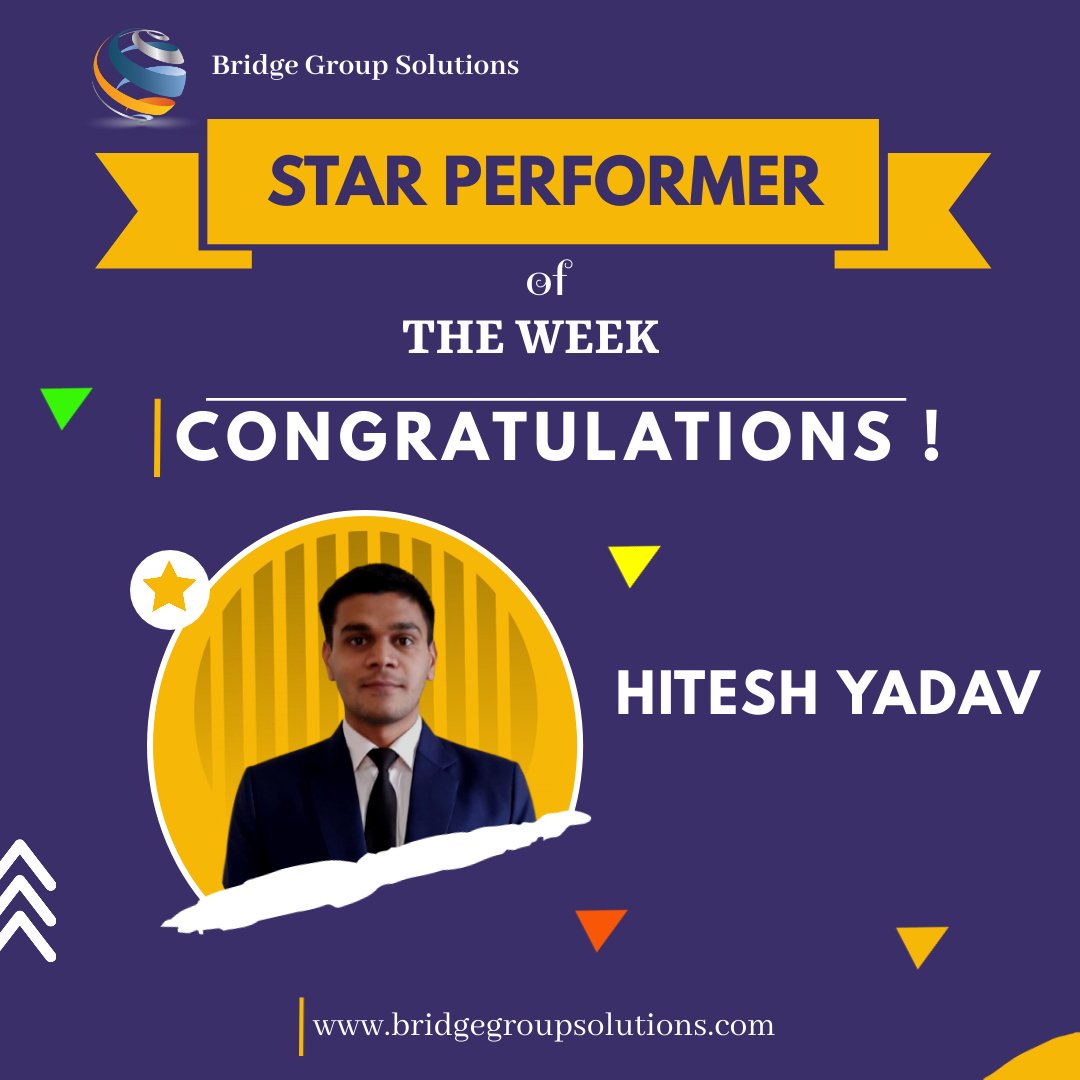 Bridge Group Solutions
STAR PERFORMER
of
THE WEEK
CONGRATULATIONS !
HITESH YADAV
www.bridgegroupsolutions.com